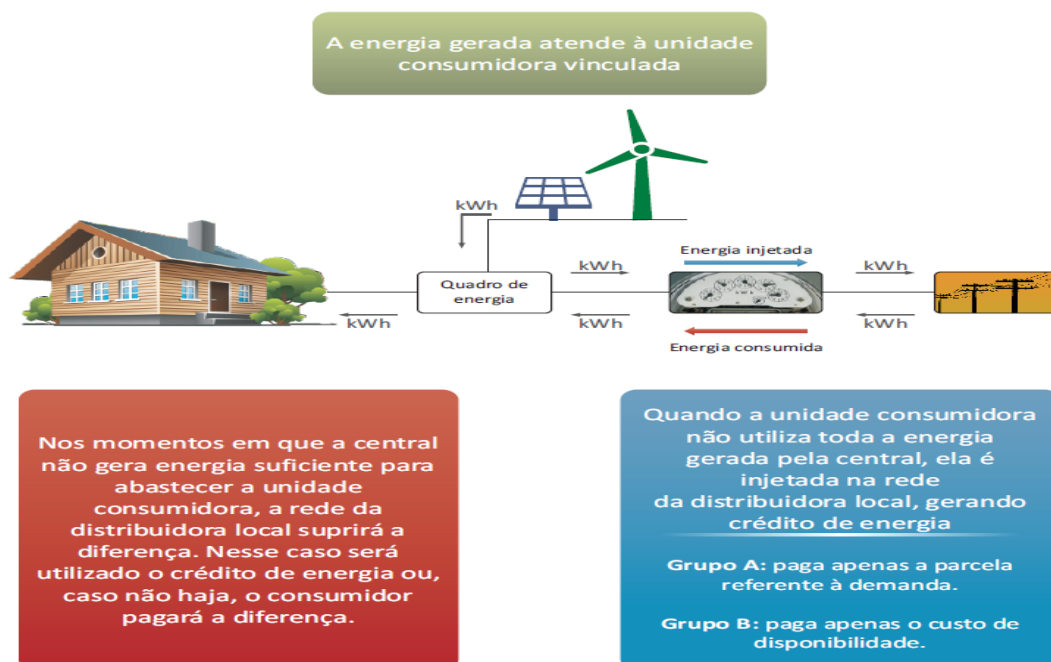 A energia gerada atende à unidade
consumidora vinculada
kWh
Energia injetada
kWh
kWh
Quadro de
energia
kWh
kWh
kWh
Energia consumida
Nos momentos em que a central
não gera energia suficiente para
abastecer a unidade
consumidora, a rede da
distribuidora local suprirá a
diferença. Nesse caso será
utilizado o crédito de energia ou,
caso não haja, o consumidor
pagará a diferença.
Quando a unidade consumidora
não utiliza toda a energia
gerada pela central, ela é
injetada na rede
da distribuidora local, gerando
crédito de energia
Grupo A: paga apenas a parcela
referente à demanda.
Grupo B: paga apenas o custo de
disponibilidade.